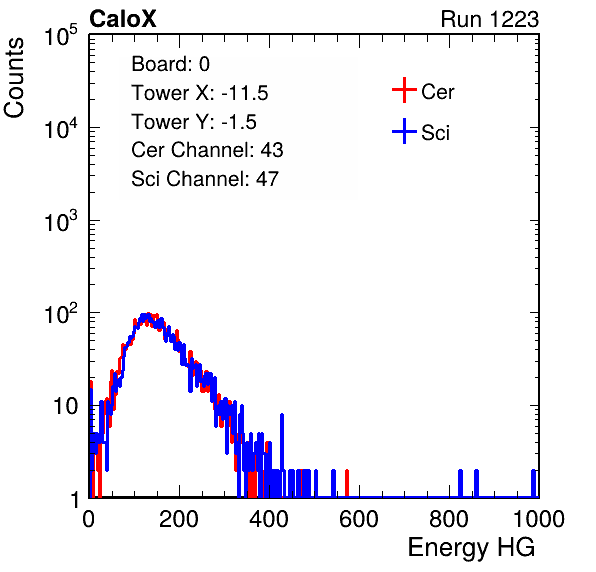 CaloX Run 1223
Counts
Board: 0
Tower X: -11.5
Tower Y: -1.5
Cer Channel: 43
Sci Channel: 47
Cer
Sci
10^5
10^4
10^3
10^2
10
1
0 200 400 600 800 1000
Energy HG